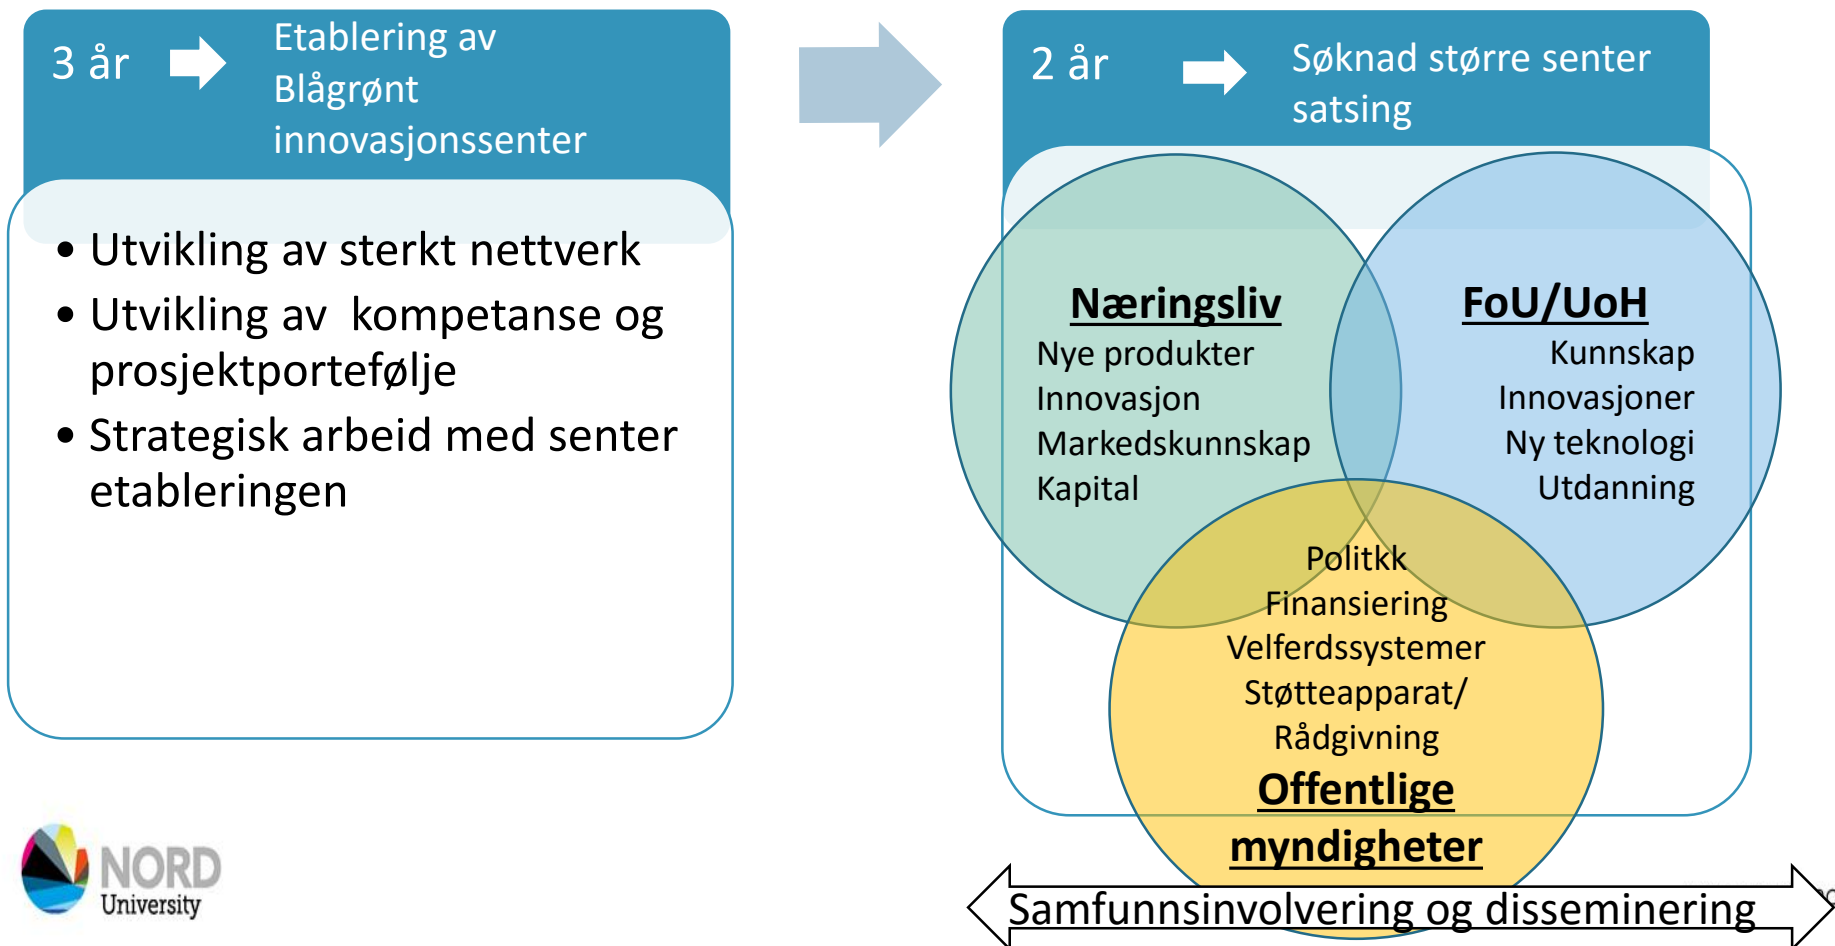 3 år
Etablering av
Blågrønt
innovasjonssenter
• Utvikling av sterkt nettverk
• Utvikling av kompetanse og
prosjektportefølje
• Strategisk arbeid med senter
etableringen
2 år
Søknad større senter
satsing
Næringsliv
Nye produkter
Innovasjon
Markedskunnskap
Kapital
FoU/UoH
Kunnskap
Innovasjoner
Ny teknologi
Utdanning
Politkk
Finansiering
Velferdssystemer
Støtteapparat/
Rådgivning
Offentlige
myndigheter
Samfunnsinvolvering og disseminering
NORD
University